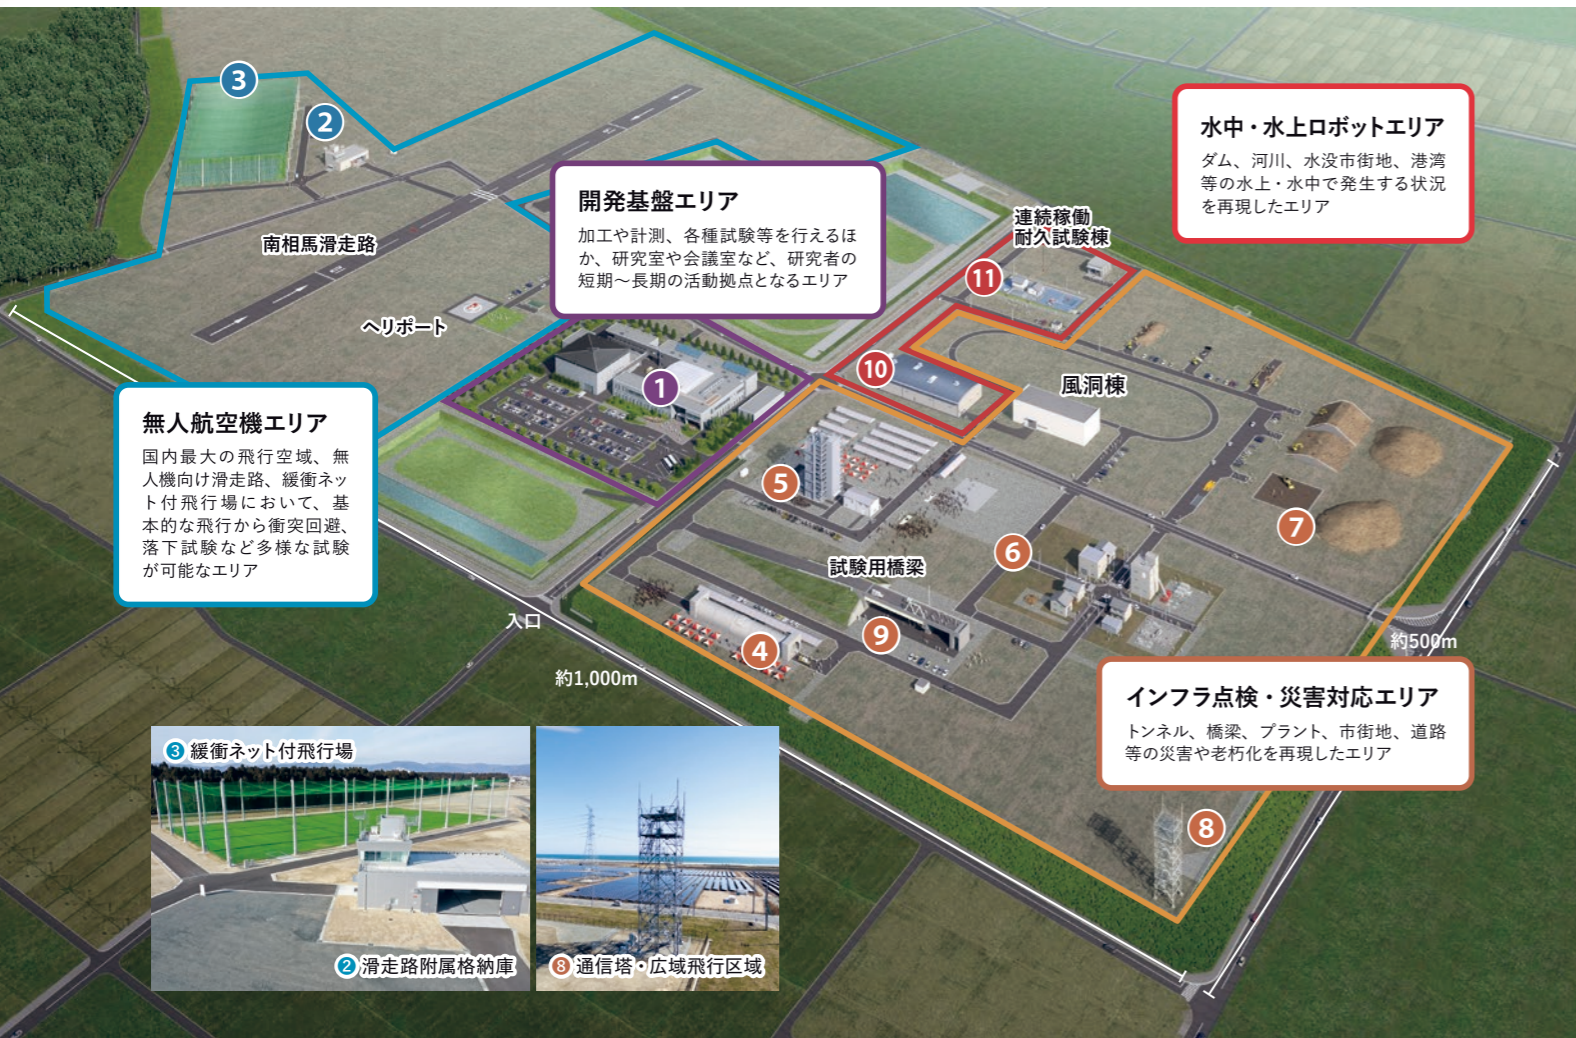 3
2
水中・水上ロボットエリア
ダム、河川、水没市街地、港湾
等の水上・水中で発生する状況
を再現したエリア
開発基盤エリア
加工や計測、各種試験等を行えるほ
か、研究室や会議室など、研究者の
短期～長期の活動拠点となるエリア
連続稼働
耐久試験棟
南相馬滑走路
11
ヘリポート
10
1
風洞棟
無人航空機エリア
国内最大の飛行空域、無
人機向け滑走路、緩衝ネッ
ト付飛行場において、基
本的な飛行から衝突回避、
落下試験など多様な試験
が可能なエリア
5
7
6
試験用橋梁
入口
9
4
約500m
約1,000m
インフラ点検・災害対応エリア
トンネル、橋梁、プラント、市街地、道路
等の災害や老朽化を再現したエリア
8
3 緩衝ネット付飛行場
2 滑走路附属格納庫
8 通信塔・広域飛行区域